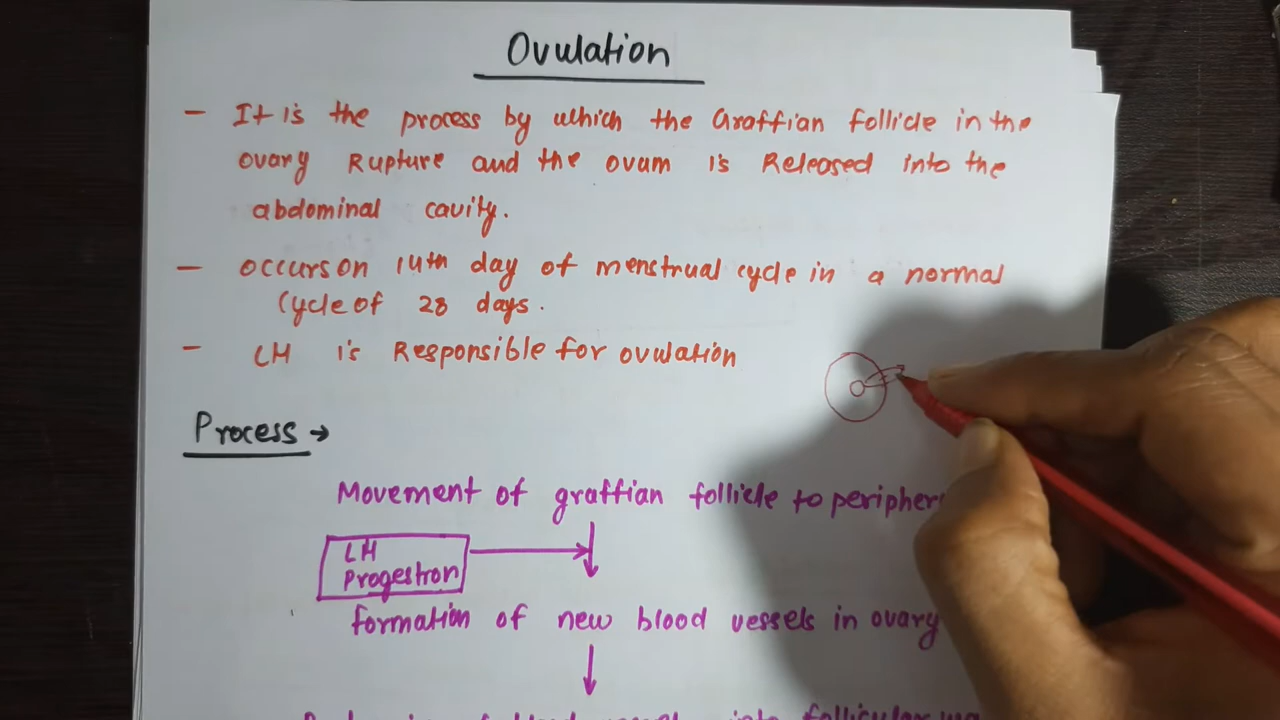 Ovulation
- It is the process by which the Graffian follicle in the
ovary Rupture and the ovum is Released into the
abdominal cavity.
- occurs on 14th day of menstrual cycle in a normal
cycle of 28 days.
- LH is Responsible for ovulation
Process →
Movement of graffian follicle to
LH
Progestron
formation of new blood vessels in ovary